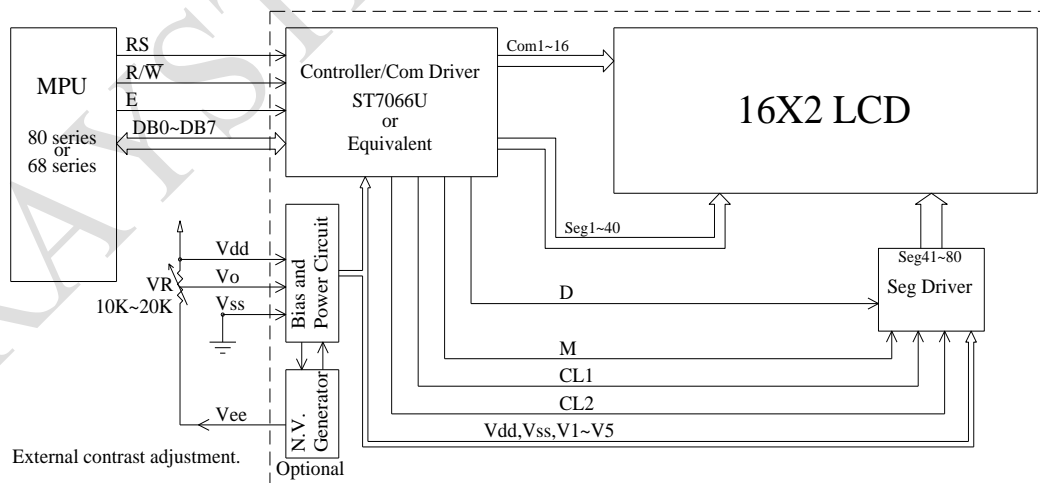 RS
R/W̅
E
DB0~DB7
MPU
80 series
or
68 series
Controller/Com Driver
ST7066U
or
Equivalent
Com1~16
16X2 LCD
Seg1~40
Seg41~80
Seg Driver
Vdd
Vo
VR
10K~20K
Vss
Bias and
Power Circuit
D
M
CL1
CL2
Vdd,Vss,V1~V5
N.V.
Generator
Vee
Optional
External contrast adjustment.